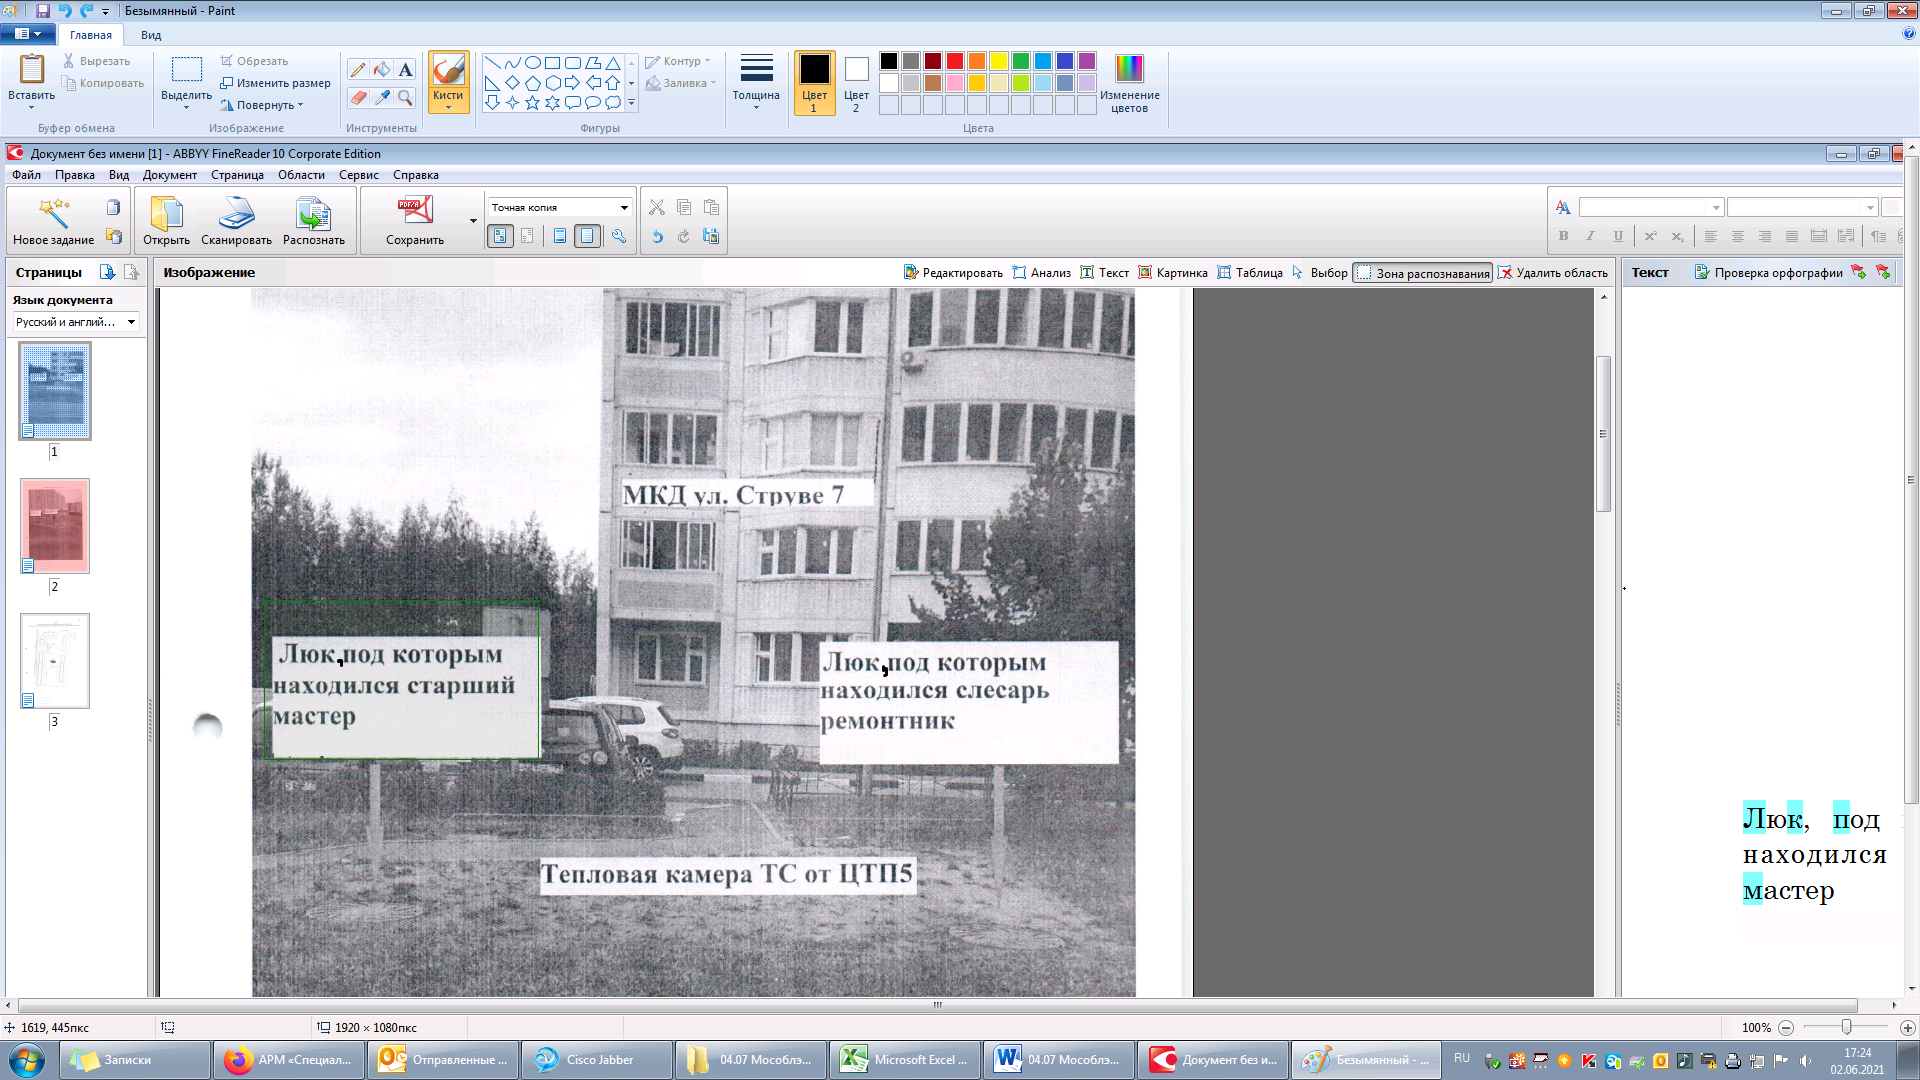 Безымянный - Paint
Главная
Вид
Вставить
Вырезать
Копировать
Буфер обмена
Выделить
Обрезать
Изменить размер
Повернуть
Изображение
Инструменты
Кисти
Контур
Заливка
Фигуры
Толщина
Цвет 1
Цвет 2
Изменение цветов
Цвета
Документ без имени [1] - ABBYY FineReader 10 Corporate Edition
Файл Правка Вид Документ Страница Области Сервис Справка
Новое задание
Открыть
Сканировать
Распознать
PDF/A
Сохранить
Точная копия
Страницы
Изображение
Редактировать
Анализ
Текст
Картинка
Таблица
Выбор
Зона распознавания
Удалить область
Текст
Проверка орфографии
Язык документа
Русский и англий...
1
2
3
МКД ул. Струве 7
Люк,под которым
находился старший
мастер
Люк,под которым
находился слесарь
ремонтник
Тепловая камера ТС от ЦТП5
Люк, под
находился
мастер
1619, 445пкс
1920 × 1080пкс
100%
Записки
АРМ «Специал...
Отправленные ...
Cisco Jabber
04.07 Мособлэ...
Microsoft Excel ...
04.07 Мособлэ...
Документ без и...
Безымянный - ...
RU
17:24
02.06.2021